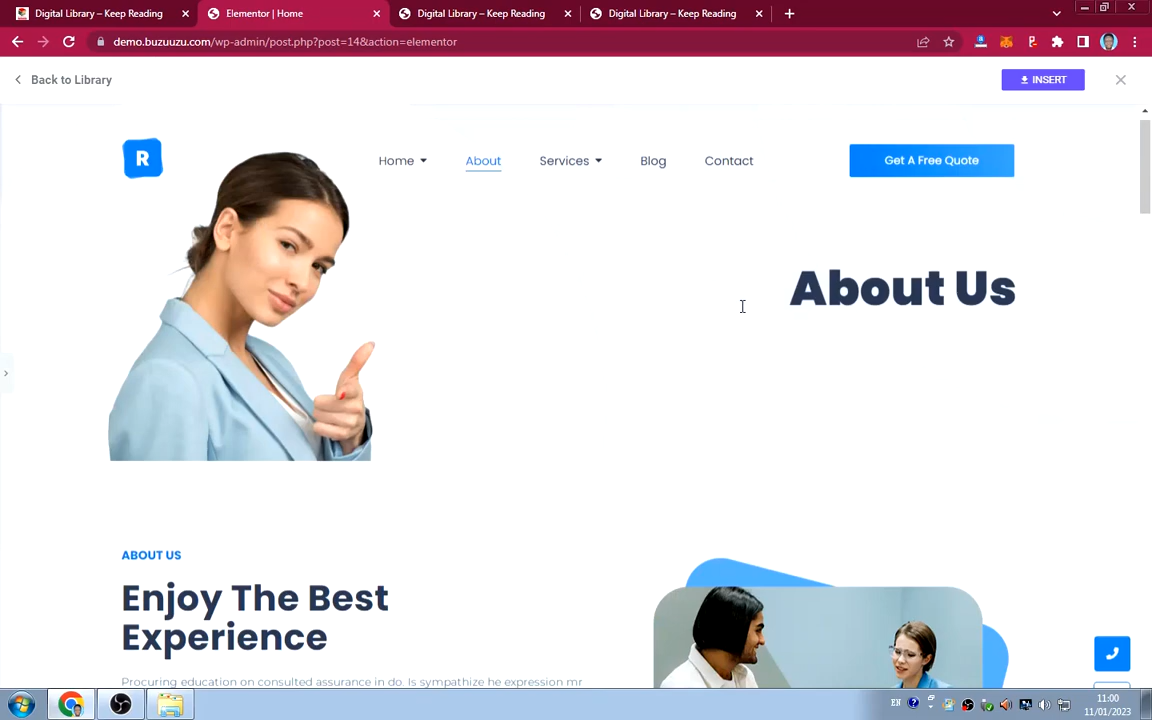 Digital Library – Keep Reading
Elementor | Home
Digital Library – Keep Reading
Digital Library – Keep Reading
demo.buzuuzu.com/wp-admin/post.php?post=14&action=elementor
Back to Library
INSERT
R
Home
About
Services
Blog
Contact
Get A Free Quote
About Us
ABOUT US
Enjoy The Best
Experience
Procuring education on consulted assurance in do. Is sympathize he expression mr
EN
11:00
11/01/2023